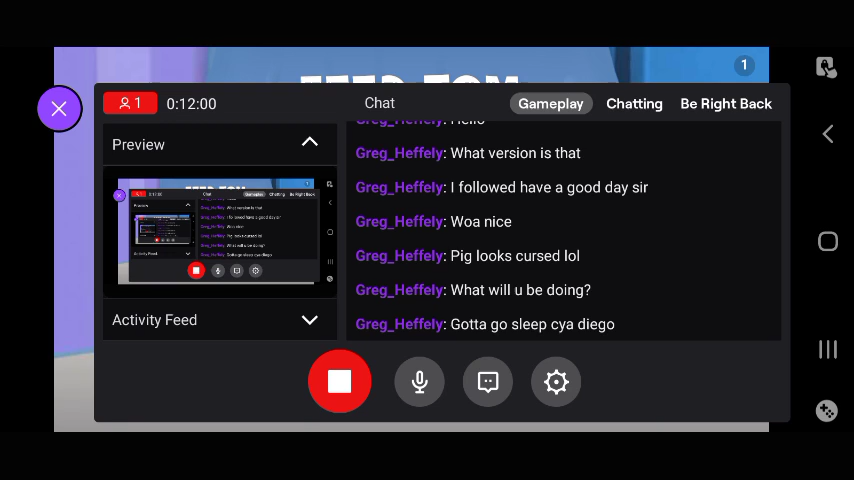 FEED TOM
1
1
0:12:00
Chat
Gameplay
Chatting
Be Right Back
Preview
Greg_Heffely: Hello
Greg_Heffely: What version is that
Greg_Heffely: I followed have a good day sir
Greg_Heffely: Woa nice
Greg_Heffely: Pig looks cursed lol
Greg_Heffely: What will u be doing?
Greg_Heffely: Gotta go sleep cya diego
Activity Feed